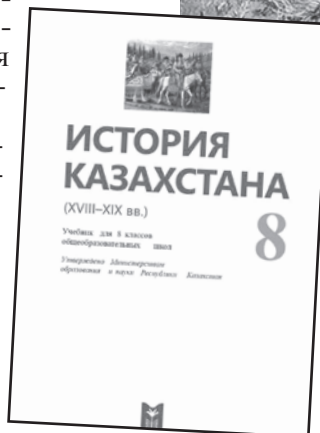 я
ИСТОРИЯ
КАЗАХСТАНА
(XVIII–XIX вв.)
8
Учебник для 8 классов
общеобразовательных школ
Утверждено Министерством
образования и науки Республики Казахстан